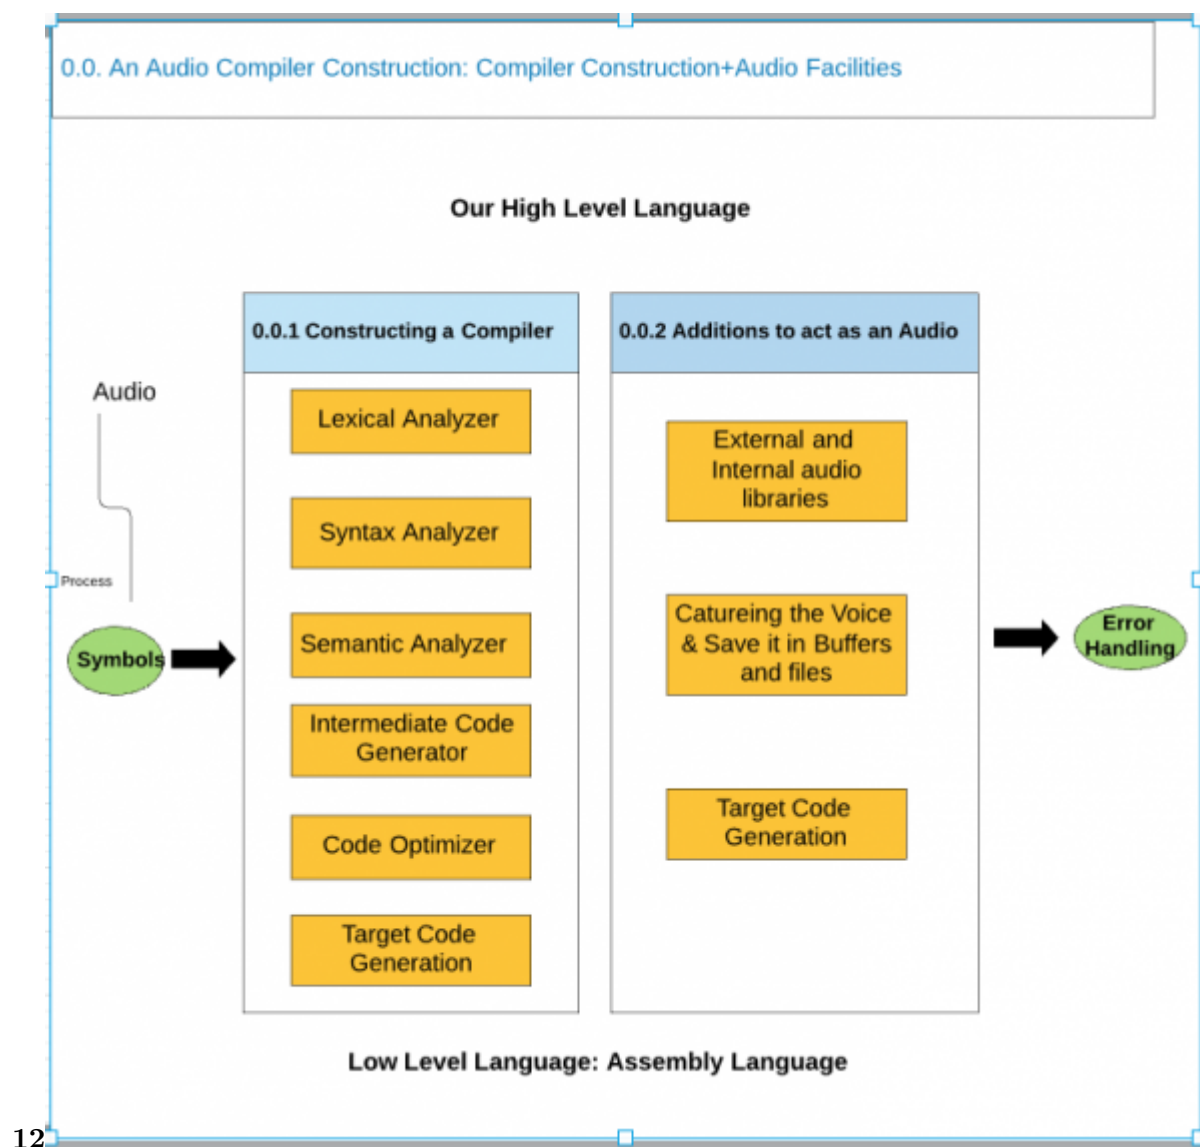 0.0. An Audio Compiler Construction: Compiler Construction+Audio Facilities
Our High Level Language
Audio
Process
Symbols
0.0.1 Constructing a Compiler
Lexical Analyzer
Syntax Analyzer
Semantic Analyzer
Intermediate Code
Generator
Code Optimizer
Target Code
Generation
0.0.2 Additions to act as an Audio
External and
Internal audio
libraries
Catureing the Voice
& Save it in Buffers
and files
Target Code
Generation
Error
Handling
Low Level Language: Assembly Language
12